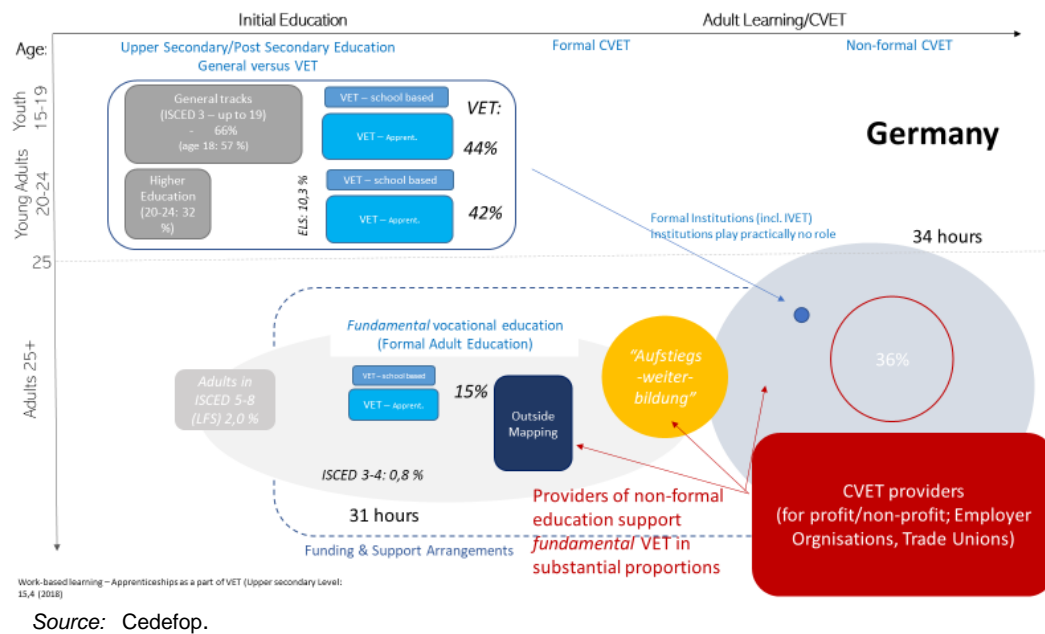 Initial Education
Adult Learning/CVET
Age:
Upper Secondary/Post Secondary Education
General versus VET
Formal CVET
Non-formal CVET
Youth
15-19
General tracks
(ISCED 3 – up to 19)
- 66%
(age 18: 57 %)
VET – school based
VET – Apprent.
VET:
44%
Germany
Young Adults
20-24
Higher
Education
(20-24: 32
%)
ELS: 10,3 %
VET – school based
VET – Apprent.
42%
Formal Institutions (incl. IVET)
Institutions play practically no role
34 hours
25
Adults 25+
Fundamental vocational education
(Formal Adult Education)
Adults in
ISCED 5-8
(LFS) 2,0 %
VET – school based
VET – Apprent.
15%
Outside
Mapping
"Aufstiegs
-weiter-
bildung"
36%
ISCED 3-4: 0,8 %
31 hours
Funding & Support Arrangements
Providers of non-formal
education support
fundamental VET in
substantial proportions
CVET providers
(for profit/non-profit; Employer
Orgnisations, Trade Unions)
Work-based learning – Apprenticeships as a part of VET (Upper secondary Level:
15,4 (2018)
Source: Cedefop.